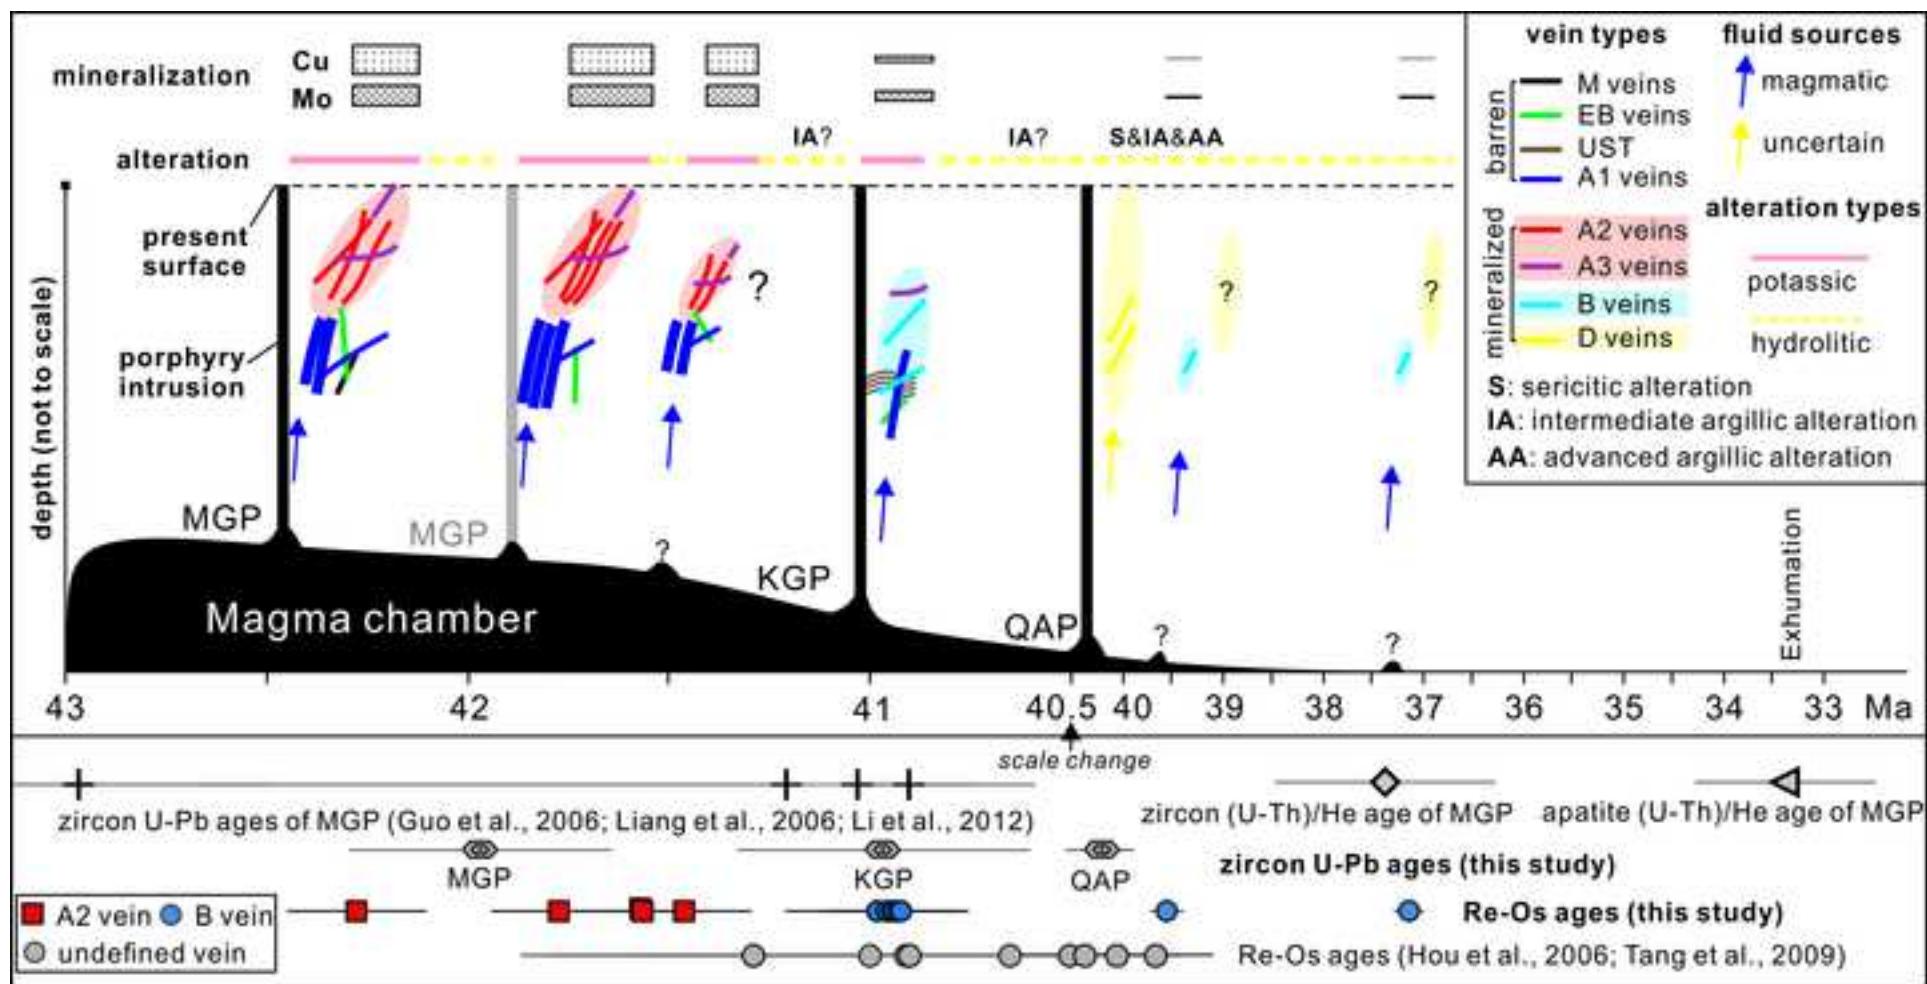 mineralization
Cu
Mo
alteration
IA?
IA?
S&IA&AA
present
surface
porphyry
intrusion
depth (not to scale)
?
?
?
MGP
MGP
?
KGP
QAP
?
?
Magma chamber
Exhumation
43 42 41 40.5 40 39 38 37 36 35 34 33 Ma
scale change
vein types
barren
M veins
EB veins
UST
A1 veins
mineralized
A2 veins
A3 veins
B veins
D veins
fluid sources
magmatic
uncertain
alteration types
potassic
hydrolitic
S: sericitic alteration
IA: intermediate argillic alteration
AA: advanced argillic alteration
zircon U-Pb ages of MGP (Guo et al., 2006; Liang et al., 2006; Li et al., 2012)
zircon (U-Th)/He age of MGP
apatite (U-Th)/He age of MGP
MGP
KGP
QAP
zircon U-Pb ages (this study)
A2 vein
B vein
undefined vein
Re-Os ages (this study)
Re-Os ages (Hou et al., 2006; Tang et al., 2009)